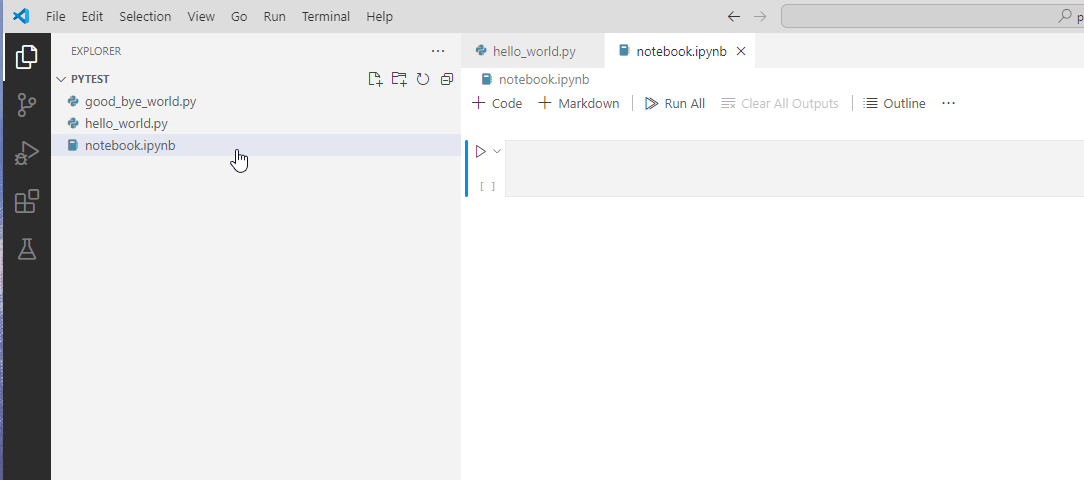 File Edit Selection View Go Run Terminal Help p
EXPLORER ...
hello_world.py notebook.ipynb
PYTEST
notebook.ipynb
good_bye_world.py
Code Markdown Run All Clear All Outputs Outline ...
hello_world.py
notebook.ipynb
[ ]